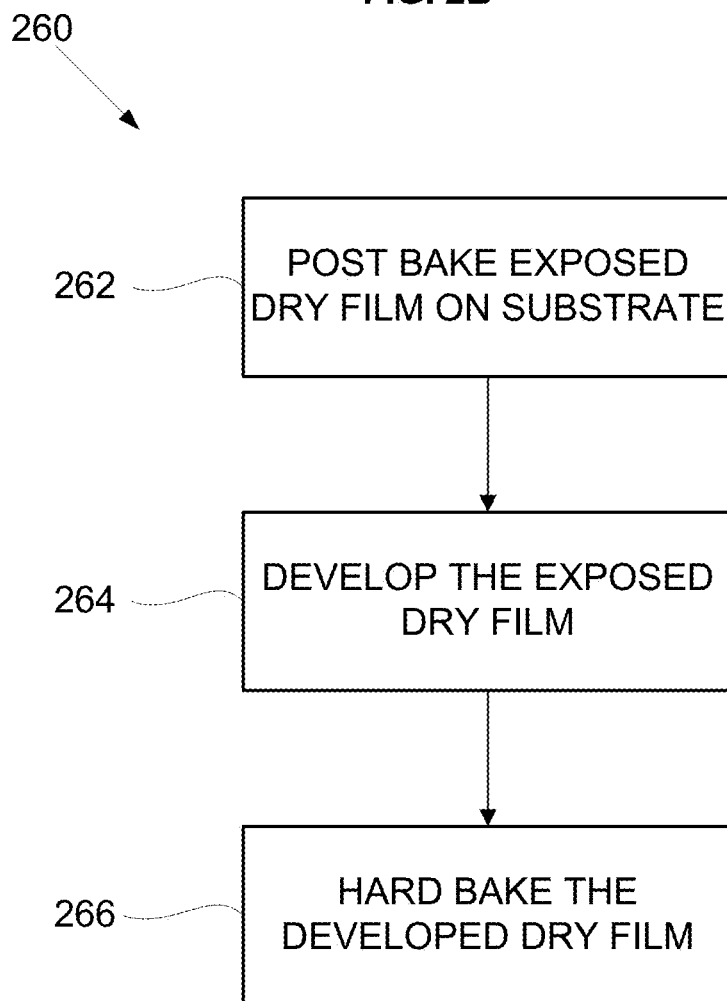 260
262
POST BAKE EXPOSED
DRY FILM ON SUBSTRATE
264
DEVELOP THE EXPOSED
DRY FILM
266
HARD BAKE THE
DEVELOPED DRY FILM